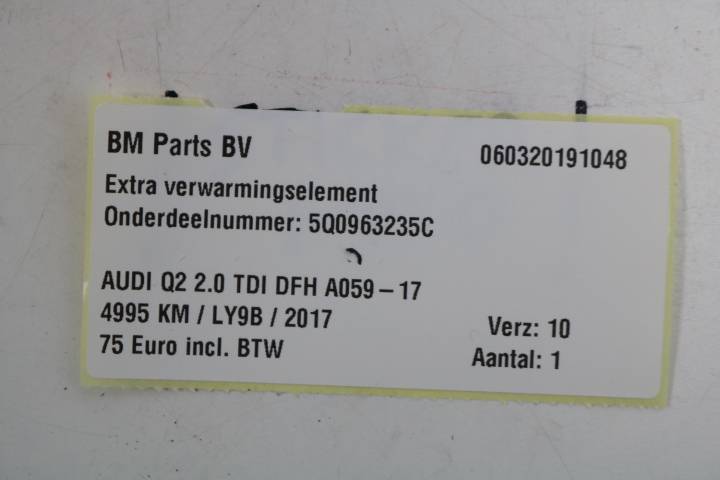 BM Parts BV
060320191048
Extra verwarmingselement
Onderdeelnummer: 5Q0963235C
AUDI Q2 2.0 TDI DFH A059-17
4995 KM / LY9B / 2017
Verz: 10
75 Euro incl. BTW
Aantal: 1